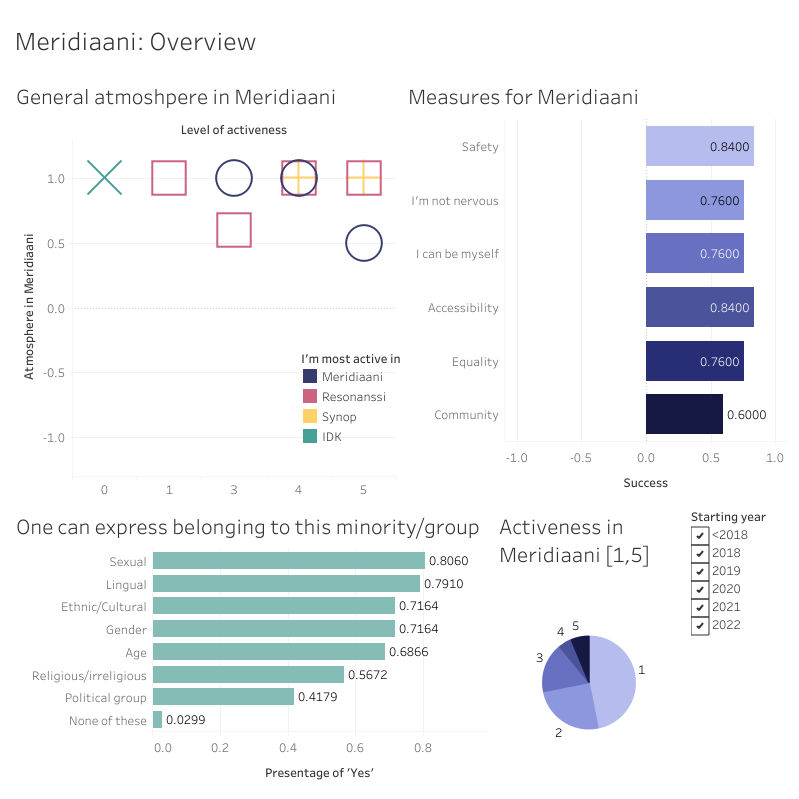 Meridiaani: Overview
General atmoshpere in Meridiaani
Level of activeness
1.0
0.5
0.0
-0.5
-1.0
Atmosphere in Meridiaani
0 1 3 4 5
I'm most active in
Meridiaani
Resonanssi
Synop
IDK
Measures for Meridiaani
Safety 0.8400
I'm not nervous 0.7600
I can be myself 0.7600
Accessibility 0.8400
Equality 0.7600
Community 0.6000
-1.0 -0.5 0.0 0.5 1.0
Success
One can express belonging to this minority/group
Sexual 0.8060
Lingual 0.7910
Ethnic/Cultural 0.7164
Gender 0.7164
Age 0.6866
Religious/irreligious 0.5672
Political group 0.4179
None of these 0.0299
0.0 0.2 0.4 0.6 0.8
Presentage of 'Yes'
Activeness in
Meridiaani [1,5]
5
4
3
1
2
Starting year
<2018
2018
2019
2020
2021
2022